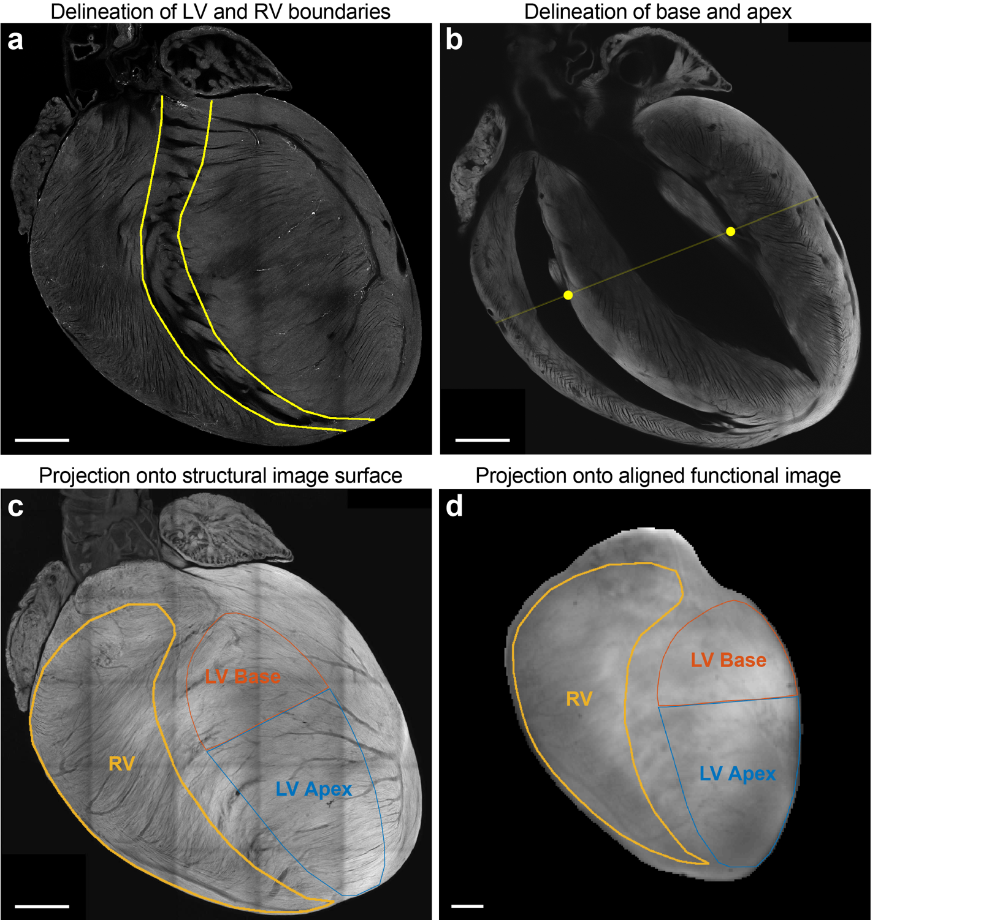 Delineation of LV and RV boundaries
Delineation of base and apex
a
b
Projection onto structural image surface
Projection onto aligned functional image
c
d
LV Base
RV
LV Apex
LV Base
RV
LV Apex